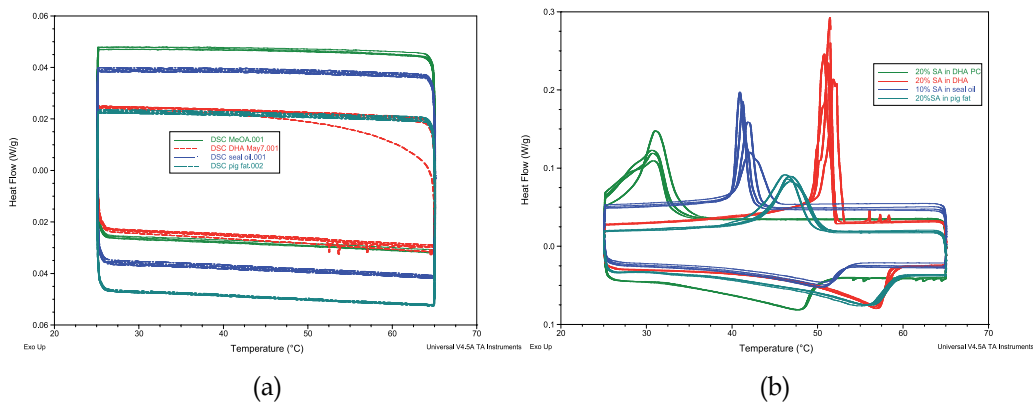 0.06
0.04
0.02
0.00
0.02
0.04
0.06
Heat Flow (W/g)
DSC MeOA.001
DSC DHA May7.001
DSC seal oil.001
DSC pig fat.002
20 30 40 50 60 70
Exo Up Temperature (°C) Universal V4.5A TA Instruments
(a)
0.3
0.2
0.1
0.0
0.1
Heat Flow (W/g)
20% SA in DHA PC
20% SA in DHA
10% SA in seal oil
20%SA in pig fat
20 30 40 50 60 70
Exo Up Temperature (°C) Universal V4.5A TA Instruments
(b)